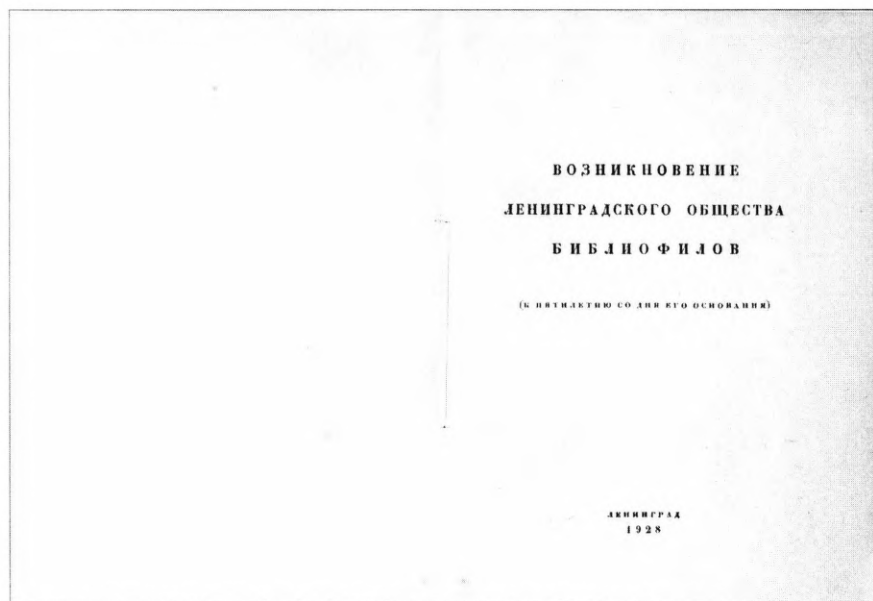 ВОЗНИКНОВЕНИЕ
ЛЕНИНГРАДСКОГО ОБЩЕСТВА
БИБЛИОФИЛОВ
(К ПЯТИЛЕТИЮ СО ДНЯ ЕГО ОСНОВАНИЯ)
ЛЕНИНГРАД
1928